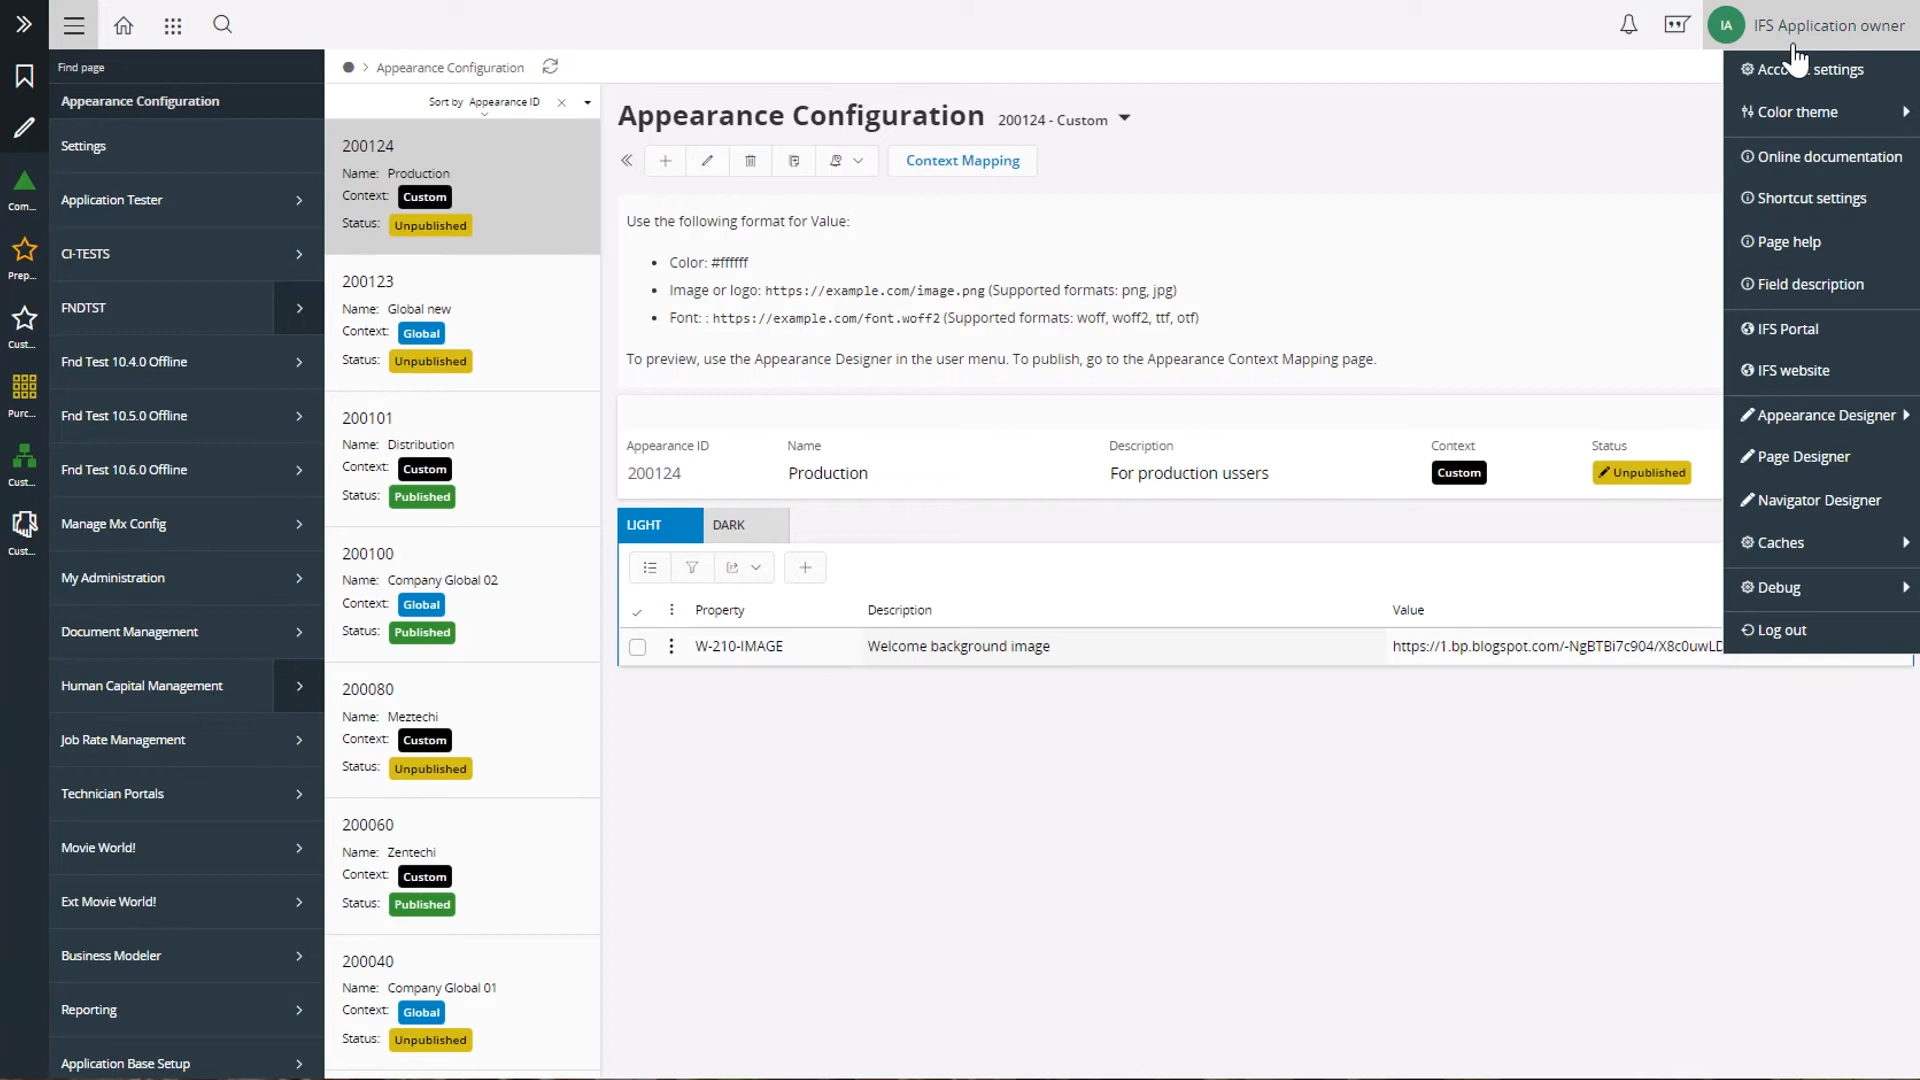 IA IFS Application owner
Find page
Appearance Configuration
Settings
Application Tester
CI-TESTS
FNDTST
Fnd Test 10.4.0 Offline
Fnd Test 10.5.0 Offline
Fnd Test 10.6.0 Offline
Manage Mx Config
My Administration
Document Management
Human Capital Management
Job Rate Management
Technician Portals
Movie World!
Ext Movie World!
Business Modeler
Reporting
Application Base Setup
Com...
Prep...
Cust...
Purc...
Cust...
Cust...
Appearance Configuration
Sort by Appearance ID
200124
Name: Production
Context: Custom
Status: Unpublished
200123
Name: Global new
Context: Global
Status: Unpublished
200101
Name: Distribution
Context: Custom
Status: Published
200100
Name: Company Global 02
Context: Global
Status: Published
200080
Name: Meztechi
Context: Custom
Status: Unpublished
200060
Name: Zentechi
Context: Custom
Status: Published
200040
Name: Company Global 01
Context: Global
Status: Unpublished
Appearance Configuration 200124 - Custom
Context Mapping
Use the following format for Value:
• Color: #ffffff
• Image or logo: https://example.com/image.png (Supported formats: png, jpg)
• Font: : https://example.com/font.woff2 (Supported formats: woff, woff2, ttf, otf)
To preview, use the Appearance Designer in the user menu. To publish, go to the Appearance Context Mapping page.
Appearance ID Name Description Context Status
200124 Production For production ussers Custom Unpublished
LIGHT DARK
Property Description Value
W-210-IMAGE Welcome background image https://1.bp.blogspot.com/-NgBTBi7c904/X8c0uwLD
settings
Color theme
Online documentation
Shortcut settings
Page help
Field description
IFS Portal
IFS website
Appearance Designer
Page Designer
Navigator Designer
Caches
Debug
Log out